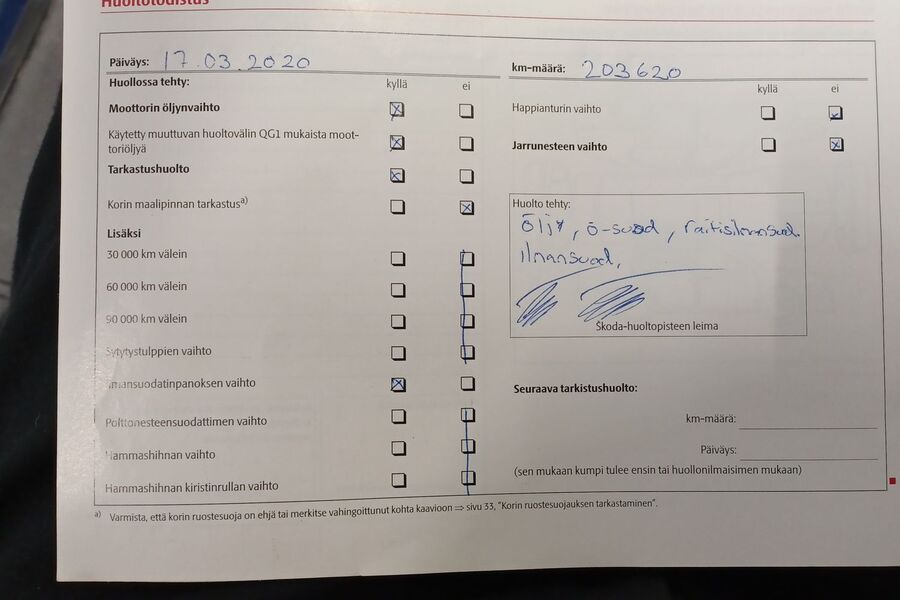 Huoltotodistus
Päiväys: 17.03.2020
km-määrä: 203620
Huollossa tehty: kyllä ei
Moottorin öljynvaihto
Käytetty muuttuvan huoltovälin QG1 mukaista moot-
toriöljyä
Tarkastushuolto
Korin maalipinnan tarkastus a)
Lisäksi
30 000 km välein
60 000 km välein
90 000 km välein
Sytytystulppien vaihto
Ilmansuodatinpanoksen vaihto
Polttonesteensuodattimen vaihto
Hammashihnan vaihto
Hammashihnan kiristinrullan vaihto
kyllä ei
Happianturin vaihto
Jarrunesteen vaihto
Huolto tehty:
Öljy, ö-suod, raitisilmansuod.
ilmansuod,
Škoda-huoltopisteen leima
Seuraava tarkistushuolto:
km-määrä:
Päiväys:
(sen mukaan kumpi tulee ensin tai huollonilmaisimen mukaan)
a) Varmista, että korin ruostesuoja on ehjä tai merkitse vahingoittunut kohta kaavioon ⇒ sivu 33, "Korin ruostesuojauksen tarkastaminen".